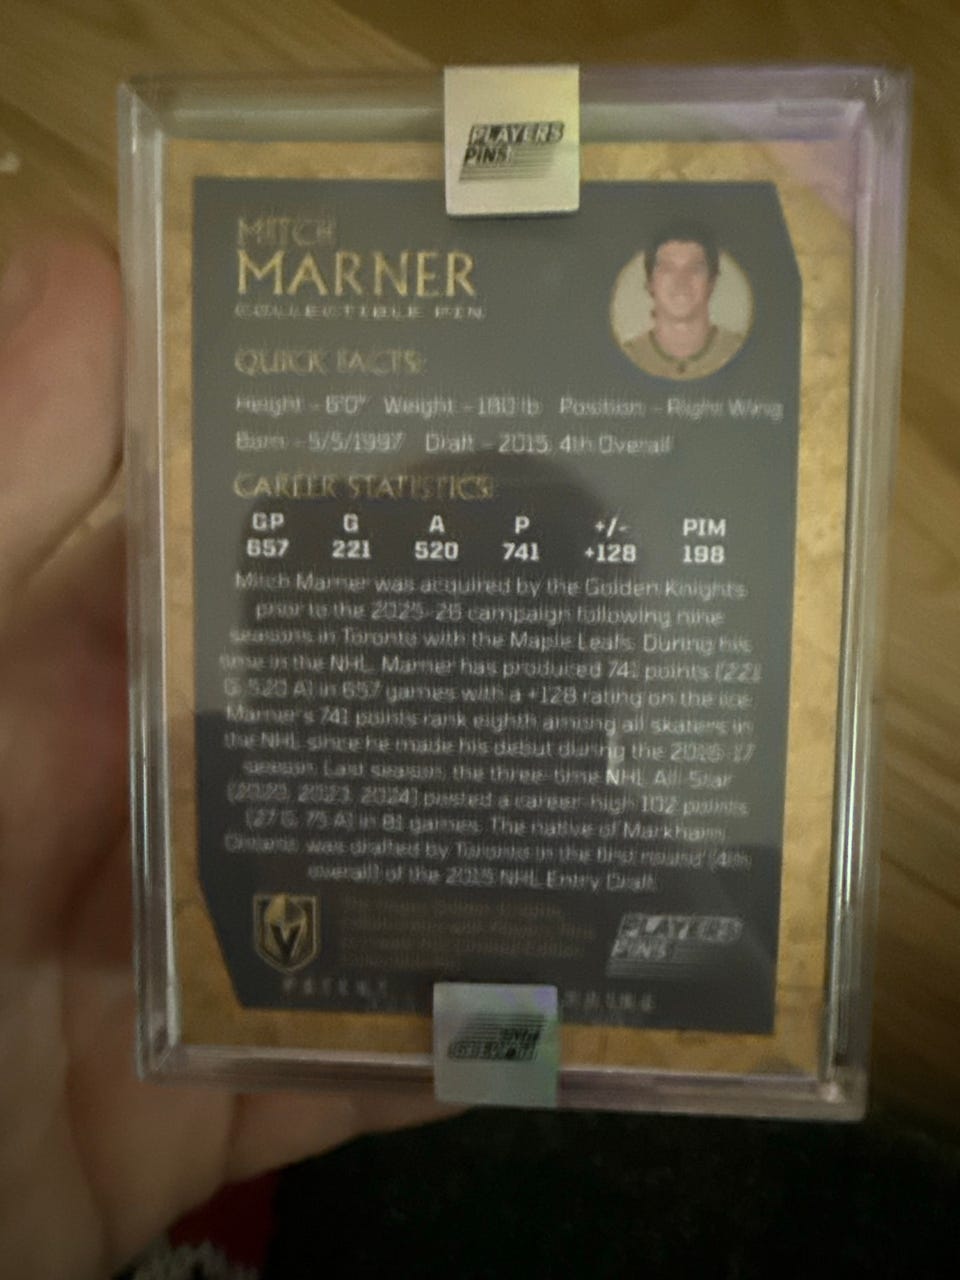 PLAYERS
PINS
MITCH
MARNER
COLLECTIBLE PIN
QUICK FACTS:
Height - 6'0" Weight - 180 lb Position - Right Wing
Born - 5/5/1997 Draft - 2015, 4th Overall
CAREER STATISTICS:
GP G A P +/- PIM
657 221 520 741 +128 198
Mitch Marner was acquired by the Golden Knights
prior to the 2025-26 campaign following nine
seasons in Toronto with the Maple Leafs. During his
time in the NHL, Marner has produced 741 points (221
G, 520 A) in 657 games with a +128 rating on the ice.
Marner's 741 points rank eighth among all skaters in
the NHL since he made his debut during the 2016-17
season. Last season, the three-time NHL All-Star
(2020, 2023, 2024) posted a career-high 102 points
(27 G, 75 A) in 81 games. The native of Markham,
Ontario, was drafted by Toronto in the first round (4th
overall) of the 2015 NHL Entry Draft.
PLAYERS
PINS